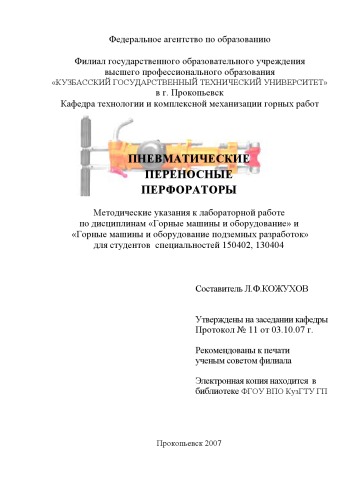 Федеральное агентство по образованию
Филиал государственного образовательного учреждения
высшего профессионального образования
«КУЗБАССКИЙ ГОСУДАРСТВЕННЫЙ ТЕХНИЧЕСКИЙ УНИВЕРСИТЕТ»
в г. Прокопьевск
Кафедра технологии и комплексной механизации горных работ
ПНЕВМАТИЧЕСКИЕ
ПЕРЕНОСНЫЕ
ПЕРФОРАТОРЫ
Методические указания к лабораторной работе
по дисциплинам «Горные машины и оборудование» и
«Горные машины и оборудование подземных разработок»
для студентов специальностей 150402, 130404
Составитель Л.Ф.КОЖУХОВ
Утверждены на заседании кафедры
Протокол № 11 от 03.10.07 г.
Рекомендованы к печати
ученым советом филиала
Электронная копия находится в
библиотеке ФГОУ ВПО КузГТУ ГП
Прокопьевск 2007